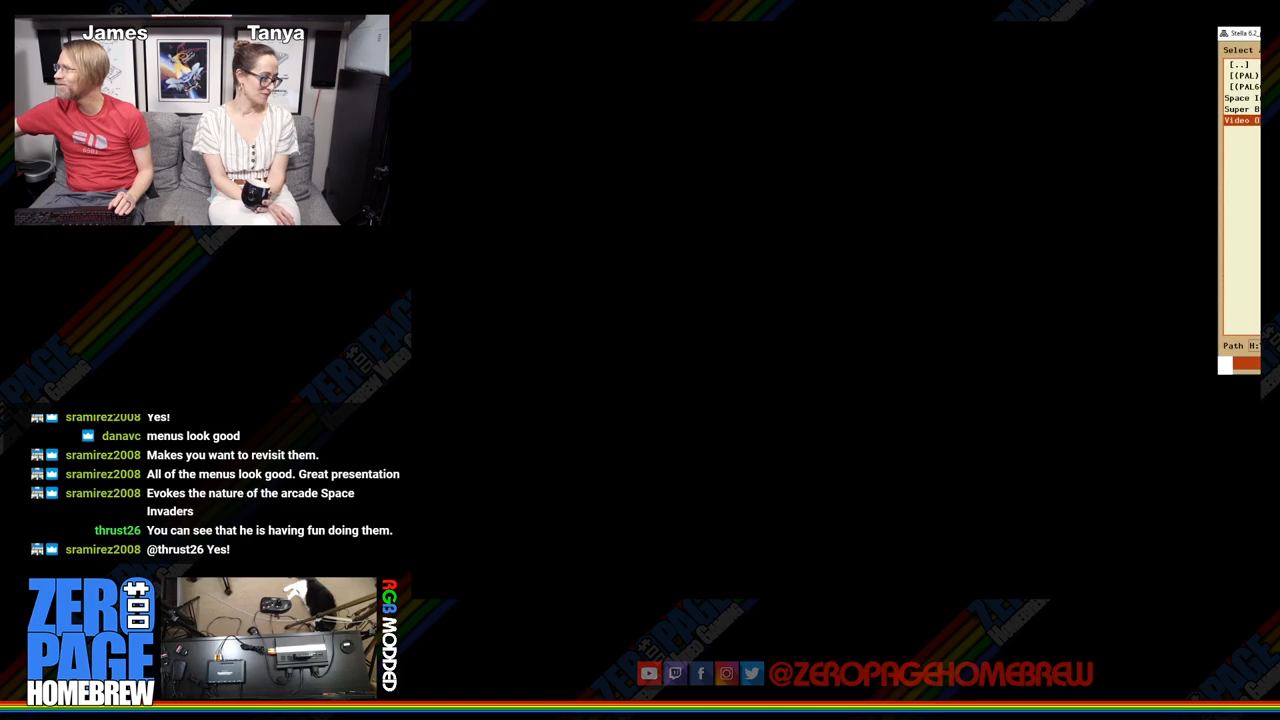 James
Tanya
Stella 6.2
Select
[..]
[(PAL)
[(PAL6
Space I
Super B
Video O
Path H:
sramirez2008 Yes!
danavc menus look good
sramirez2008 Makes you want to revisit them.
sramirez2008 All of the menus look good. Great presentation
sramirez2008 Evokes the nature of the arcade Space
Invaders
thrust26 You can see that he is having fun doing them.
sramirez2008 @thrust26 Yes!
ZERO
$00
PAGE
HOMEBREW
RGB MODDED
@ZEROPAGEHOMEBREW